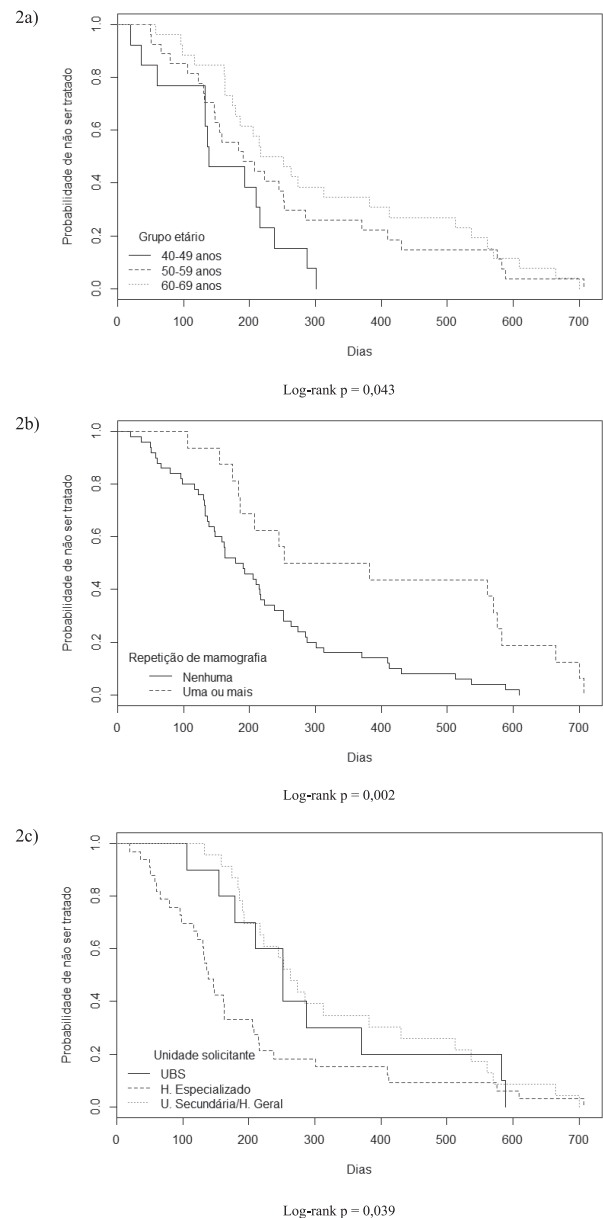 2a)
Probabilidade de não ser tratado
1.0
0.8
0.6
0.4
0.2
0.0
Grupo etário
40-49 anos
50-59 anos
60-69 anos
0 100 200 300 400 500 600 700
Dias
Log-rank p = 0,043
2b)
Probabilidade de não ser tratado
1.0
0.8
0.6
0.4
0.2
0.0
Repetição de mamografia
Nenhuma
Uma ou mais
0 100 200 300 400 500 600 700
Dias
Log-rank p = 0,002
2c)
Probabilidade de não ser tratado
1.0
0.8
0.6
0.4
0.2
0.0
Unidade solicitante
UBS
H. Especializado
U. Secundária/H. Geral
0 100 200 300 400 500 600 700
Dias
Log-rank p = 0,039